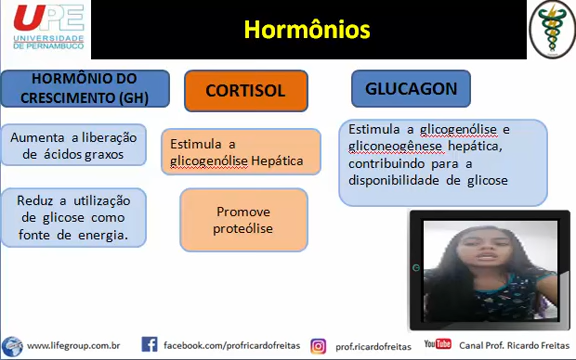 UPE
UNIVERSIDADE
DE PERNAMBUCO
Hormônios
HORMÔNIO DO
CRESCIMENTO (GH)
Aumenta a liberação
de ácidos graxos
Reduz a utilização
de glicose como
fonte de energia.
CORTISOL
Estimula a
glicogenólise Hepática
Promove
proteólise
GLUCAGON
Estimula a glicogenólise e
gliconeogênese hepática,
contribuindo para a
disponibilidade de glicose
www.lifegroup.com.br
facebook.com/profricardofreitas
prof.ricardofreitas
YouTube Canal Prof. Ricardo Freitas